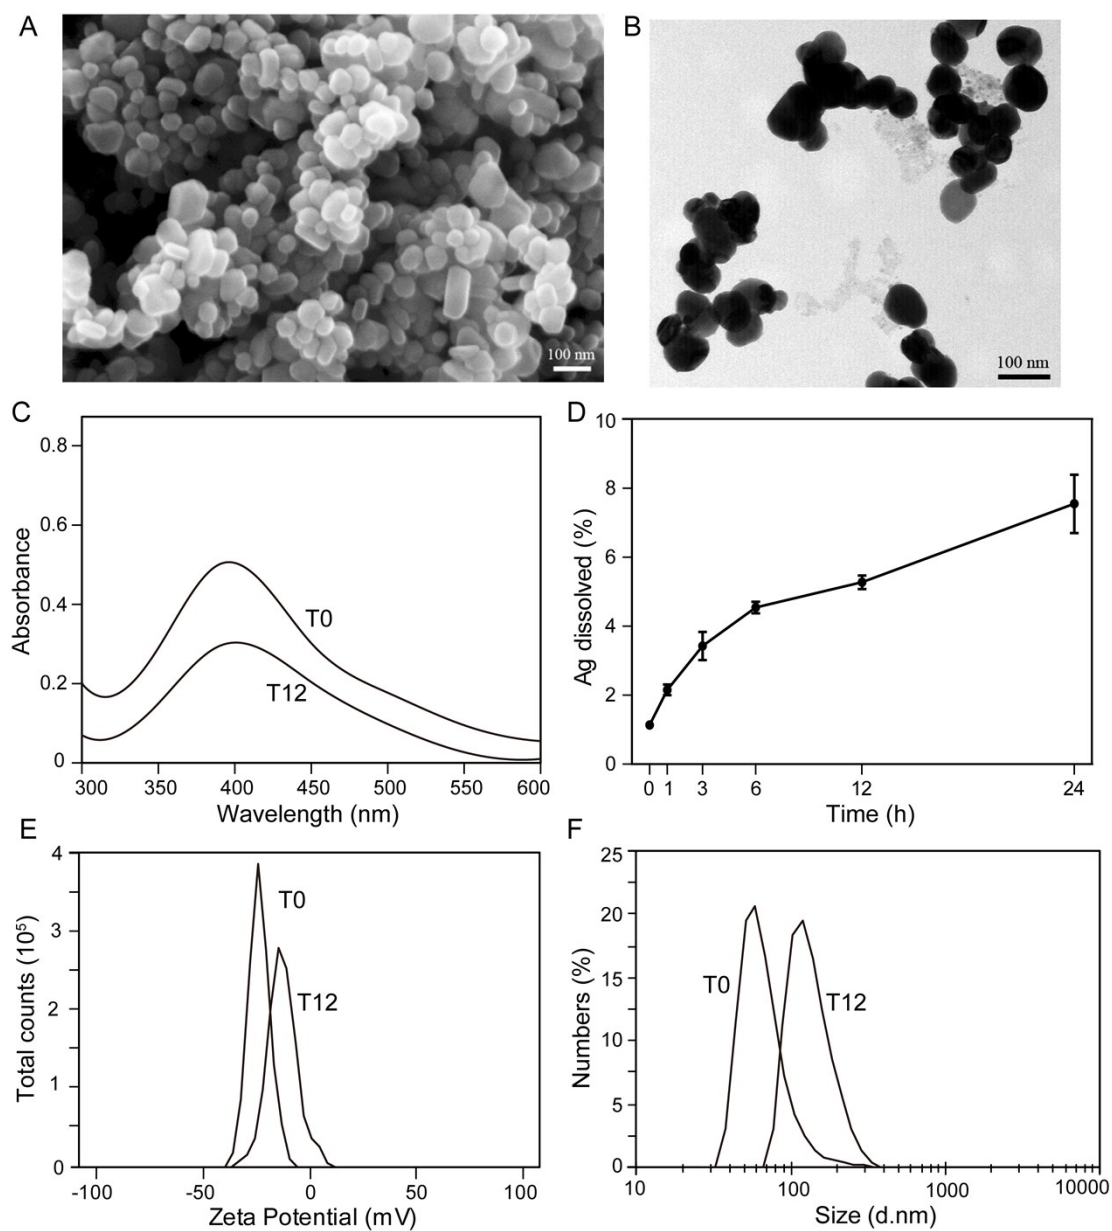 A
B
100 nm
100 nm
C
D
0.8
0.6
0.4
0.2
0
Absorbance
T0
T12
300 350 400 450 500 550 600
Wavelength (nm)
10
8
6
4
2
0
Ag dissolved (%)
0 1 3 6 12 24
Time (h)
E
F
4
3
2
1
0
Total counts (10⁵)
T0
T12
-100 -50 0 50 100
Zeta Potential (mV)
25
20
15
10
5
0
Numbers (%)
T0
T12
10 100 1000 10000
Size (d.nm)